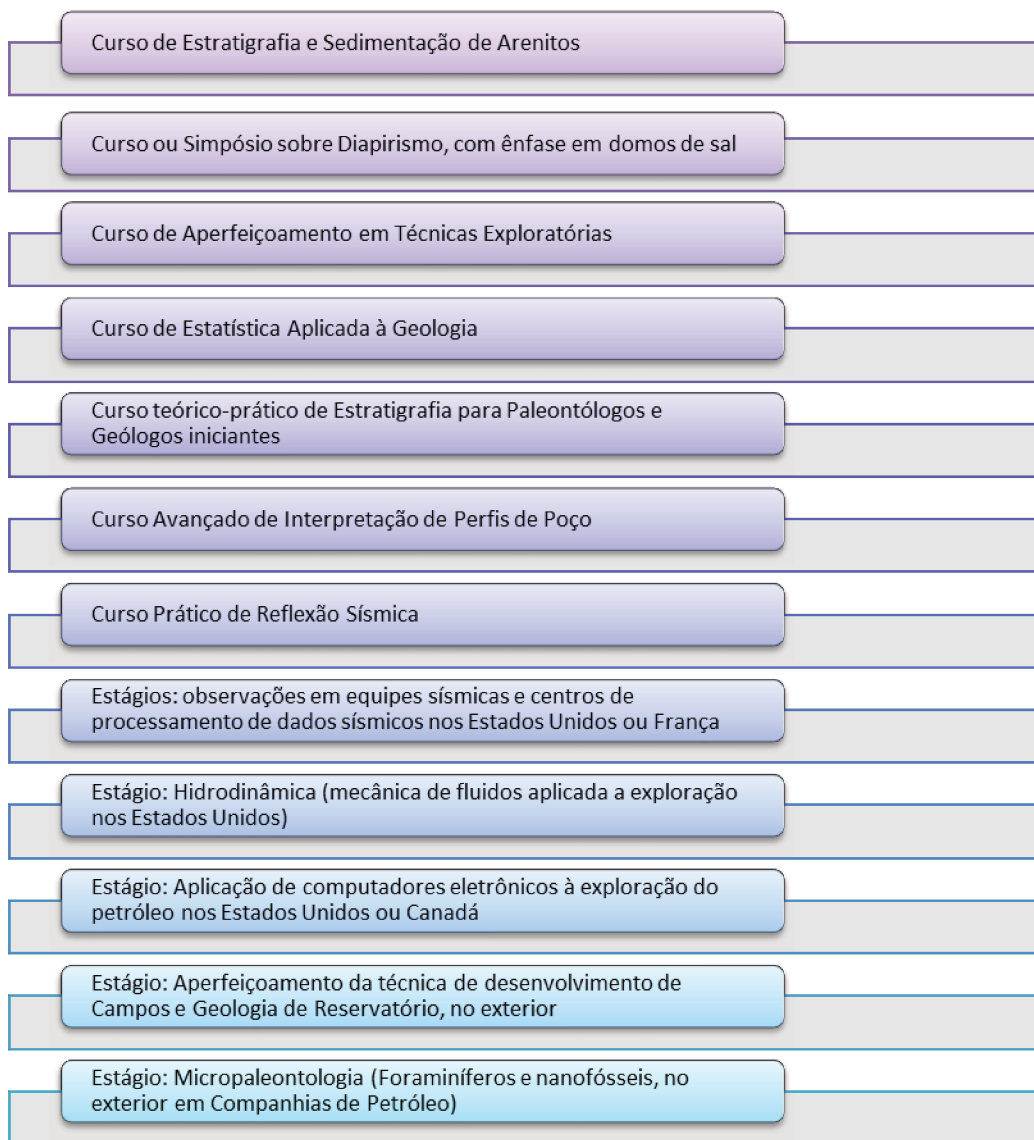 Curso de Estratigrafia e Sedimentação de Arenitos
Curso ou Simpósio sobre Diapirismo, com ênfase em domos de sal
Curso de Aperfeiçoamento em Técnicas Exploratórias
Curso de Estatística Aplicada à Geologia
Curso teórico-prático de Estratigrafia para Paleontólogos e
Geólogos iniciantes
Curso Avançado de Interpretação de Perfis de Poço
Curso Prático de Reflexão Sísmica
Estágios: observações em equipes sísmicas e centros de
processamento de dados sísmicos nos Estados Unidos ou França
Estágio: Hidrodinâmica (mecânica de fluidos aplicada a exploração
nos Estados Unidos)
Estágio: Aplicação de computadores eletrônicos à exploração do
petróleo nos Estados Unidos ou Canadá
Estágio: Aperfeiçoamento da técnica de desenvolvimento de
Campos e Geologia de Reservatório, no exterior
Estágio: Micropaleontologia (Foraminíferos e nanofósseis, no
exterior em Companhias de Petróleo)